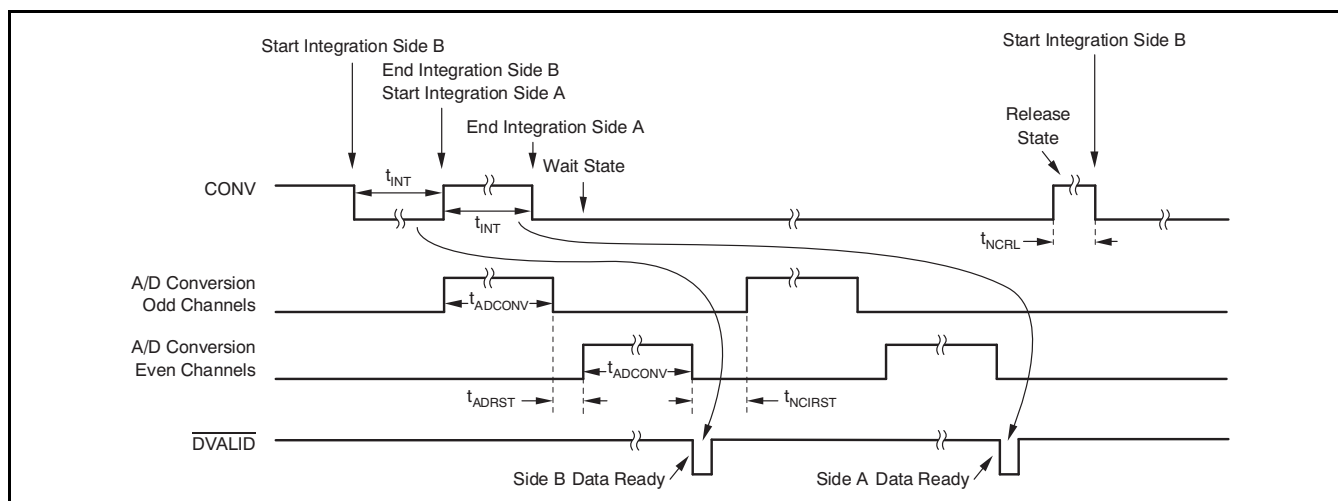 Start Integration Side B
End Integration Side B
Start Integration Side A
End Integration Side A
Wait State
Release
State
Start Integration Side B
CONV
tINT
tINT
tNCRL
A/D Conversion
Odd Channels
tADCONV
A/D Conversion
Even Channels
tADCONV
tADRST
tNCIRST
DVALID
Side B Data Ready
Side A Data Ready